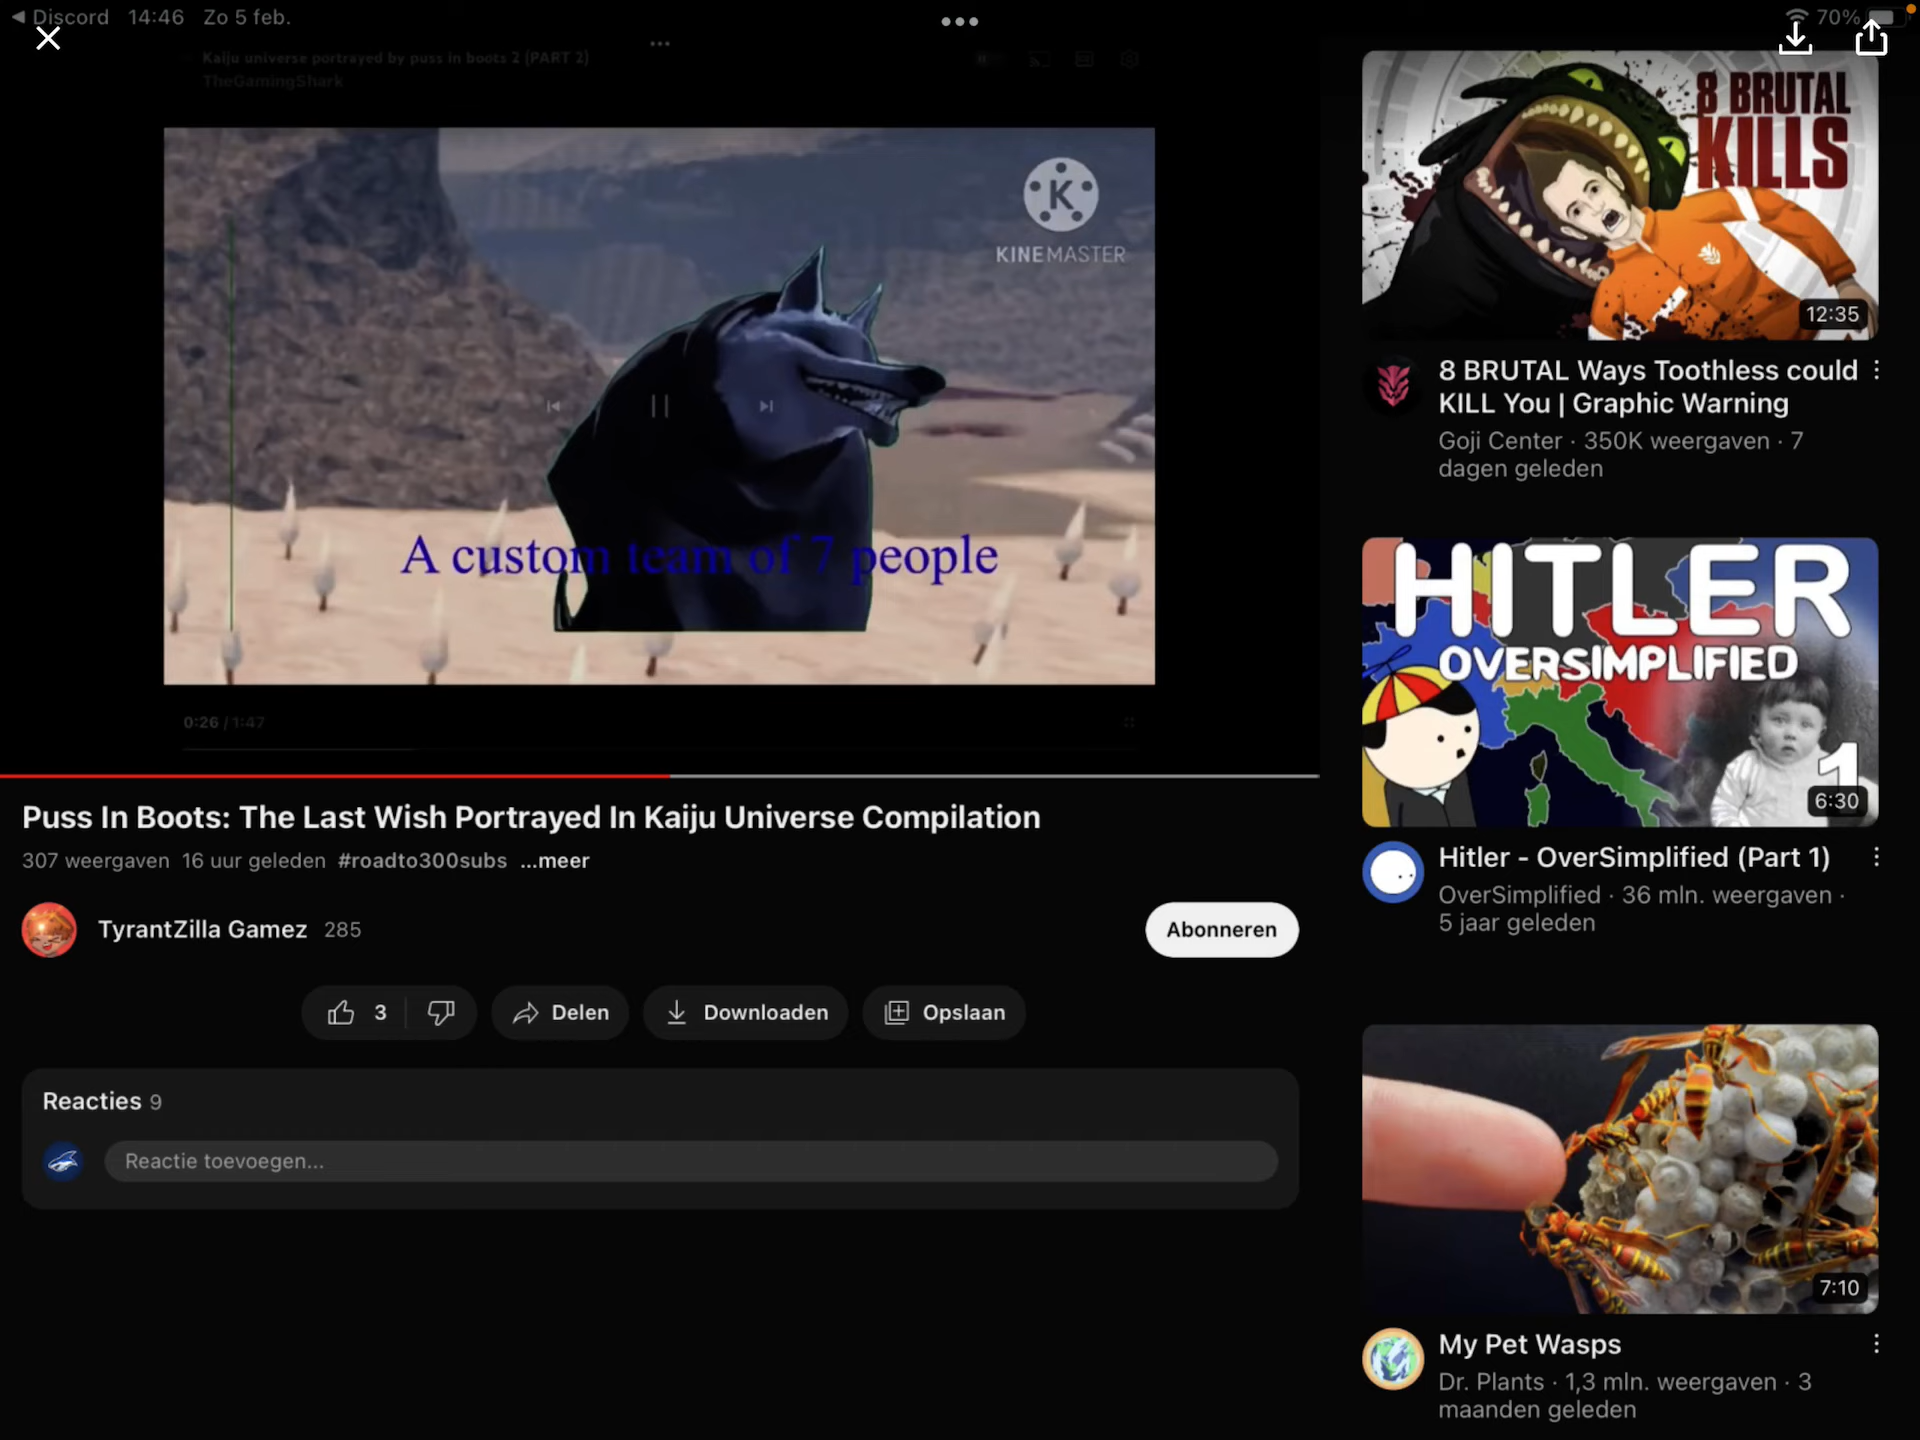 Discord 14:46 Zo 5 feb.
70%
Kaiju universe portrayed by puss in boots 2 (PART 2)
TheGamingShark
K
KINEMASTER
A custom team of 7 people
0:26 / 1:47
Puss In Boots: The Last Wish Portrayed In Kaiju Universe Compilation
307 weergaven 16 uur geleden #roadto300subs ...meer
TyrantZilla Gamez 285
Abonneren
3
Delen
Downloaden
Opslaan
Reacties 9
Reactie toevoegen...
8 BRUTAL
KILLS
12:35
8 BRUTAL Ways Toothless could
KILL You | Graphic Warning
Goji Center · 350K weergaven · 7
dagen geleden
HITLER
OVERSIMPLIFIED
1
6:30
Hitler - OverSimplified (Part 1)
OverSimplified · 36 mln. weergaven ·
5 jaar geleden
7:10
My Pet Wasps
Dr. Plants · 1,3 mln. weergaven · 3
maanden geleden